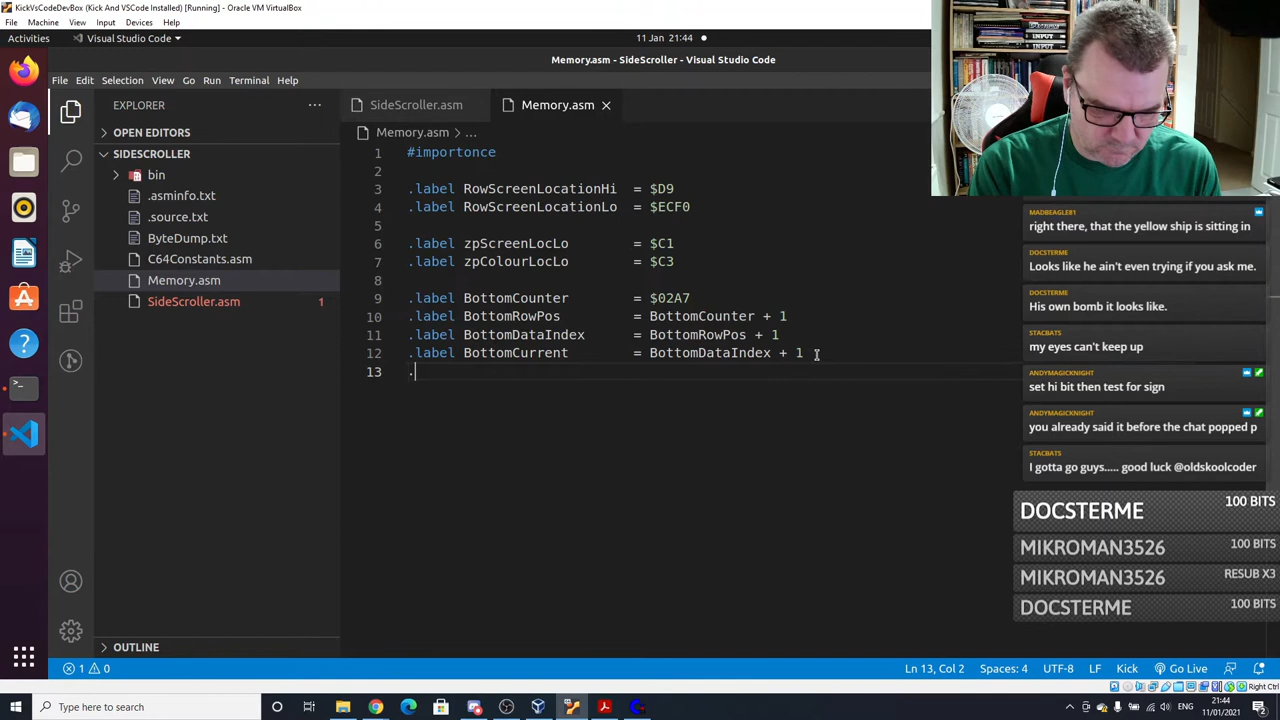 KickVsCodeDevBox (Kick And VSCode Installed) [Running] - Oracle VM VirtualBox
File Machine View Input Devices Help
Activities Visual Studio Code 11 Jan 21:44
Memory.asm - SideScroller - Visual Studio Code
File Edit Selection View Go Run Terminal Help
EXPLORER
OPEN EDITORS
SIDESCROLLER
bin
.asminfo.txt
.source.txt
ByteDump.txt
C64Constants.asm
Memory.asm
SideScroller.asm 1
OUTLINE
SideScroller.asm Memory.asm
Memory.asm > ...
1 #importonce
2
3 .label RowScreenLocationHi = $D9
4 .label RowScreenLocationLo = $ECF0
5
6 .label zpScreenLocLo = $C1
7 .label zpColourLocLo = $C3
8
9 .label BottomCounter = $02A7
10 .label BottomRowPos = BottomCounter + 1
11 .label BottomDataIndex = BottomRowPos + 1
12 .label BottomCurrent = BottomDataIndex + 1
13 .
INPUT
INPUT
MADBEAGLE81
right there, that the yellow ship is sitting in
DOCSTERME
Looks like he ain't even trying if you ask me.
DOCSTERME
His own bomb it looks like.
STACBATS
my eyes can't keep up
ANDYMAGICKNIGHT
set hi bit then test for sign
ANDYMAGICKNIGHT
you already said it before the chat popped p
STACBATS
I gotta go guys..... good luck @oldskoolcoder
DOCSTERME 100 BITS
MIKROMAN3526 100 BITS
MIKROMAN3526 RESUB X3
DOCSTERME 100 BITS
1 0 Ln 13, Col 2 Spaces: 4 UTF-8 LF Kick Go Live
Right Ctrl
Type here to search
21:44
11/01/2021